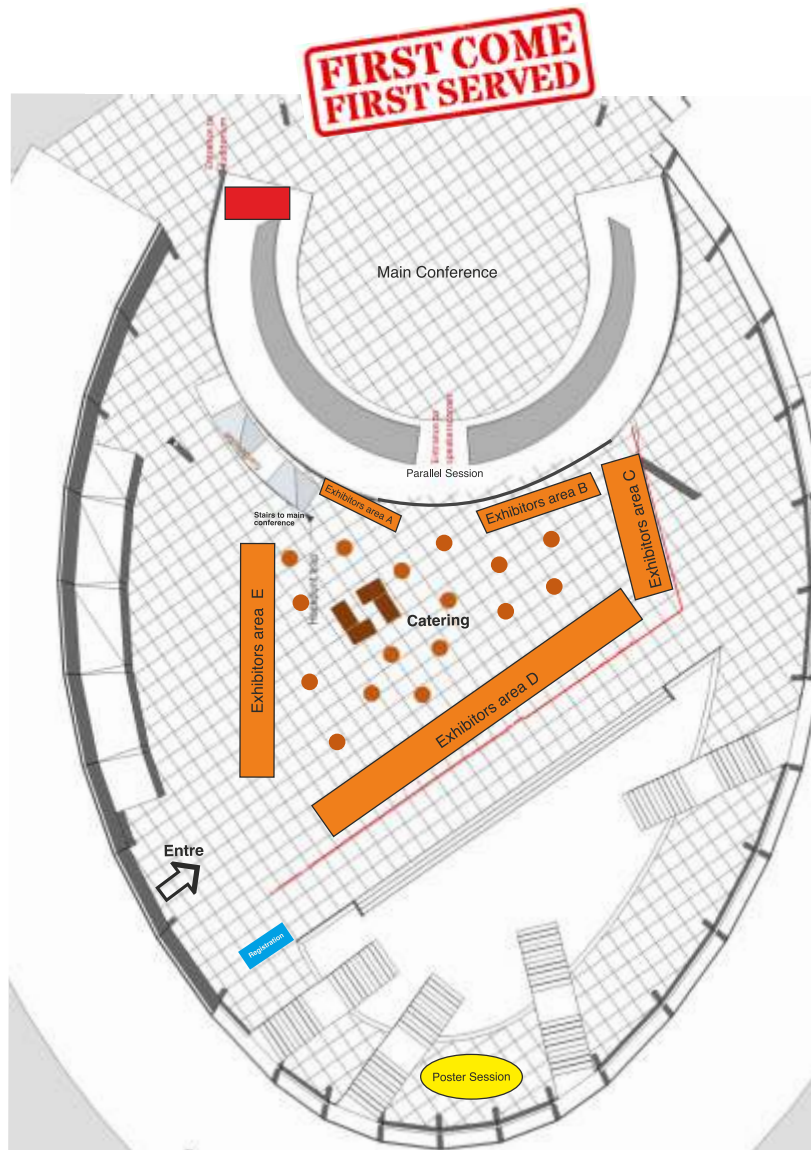 FIRST COME
FIRST SERVED
Main Conference
Parallel Session
Exhibitors area A
Exhibitors area B
Exhibitors area C
Stairs to main
conference
Exhibitors area E
Catering
Exhibitors area D
Entre
Registration
Poster Session